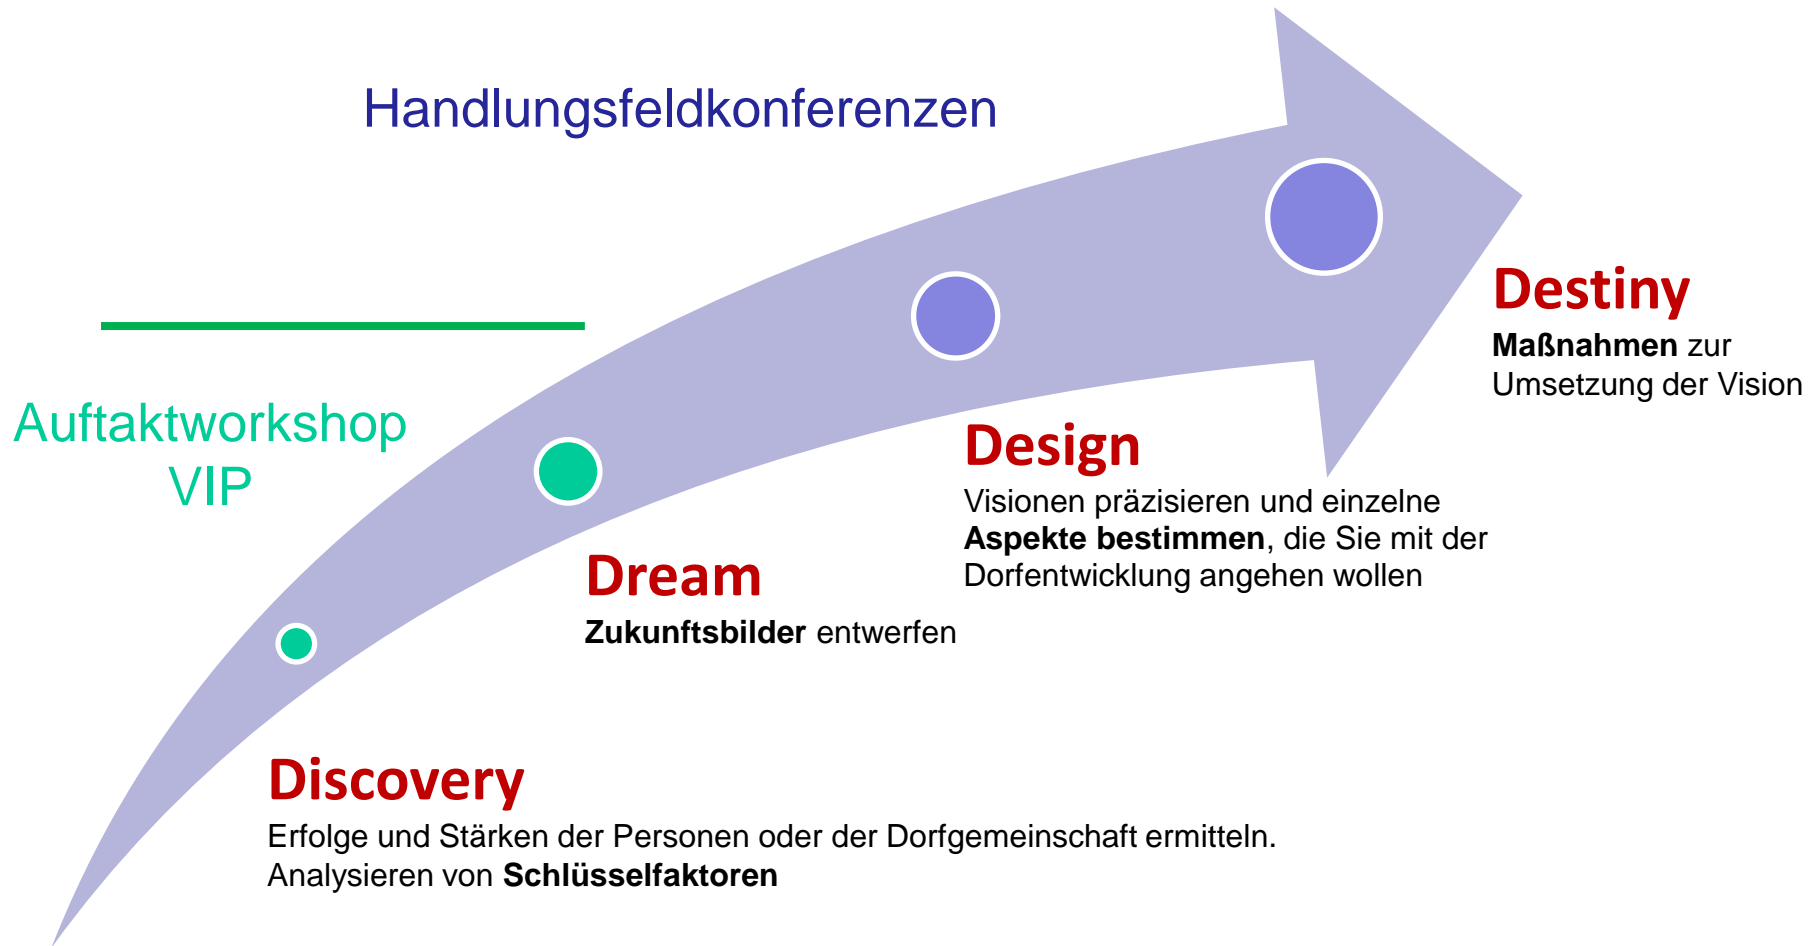 Handlungsfeldkonferenzen
Auftaktworkshop
VIP
Destiny
Maßnahmen zur
Umsetzung der Vision
Design
Visionen präzisieren und einzelne
Aspekte bestimmen, die Sie mit der
Dorfentwicklung angehen wollen
Dream
Zukunftsbilder entwerfen
Discovery
Erfolge und Stärken der Personen oder der Dorfgemeinschaft ermitteln.
Analysieren von Schlüsselfaktoren